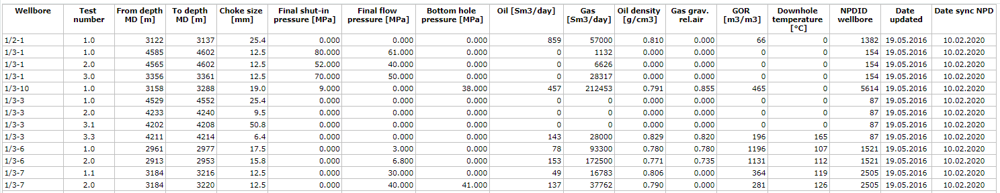 Wellbore Test number From depth MD [m] To depth MD [m] Choke size [mm] Final shut-in pressure [MPa] Final flow pressure [MPa] Bottom hole pressure [MPa] Oil [Sm3/day] Gas [Sm3/day] Oil density [g/cm3] Gas grav. rel.air GOR [m3/m3] Downhole temperature [°C] NPDID wellbore Date updated Date sync NPD
1/2-1 1.0 3122 3137 25.4 0.000 0.000 0.000 859 57000 0.810 0.000 66 0 1382 19.05.2016 10.02.2020
1/3-1 1.0 4585 4602 12.5 80.000 61.000 0.000 0 1132 0.000 0.000 0 0 154 19.05.2016 10.02.2020
1/3-1 2.0 4565 4602 12.5 52.000 40.000 0.000 0 6626 0.000 0.000 0 0 154 19.05.2016 10.02.2020
1/3-1 3.0 3356 3361 12.5 70.000 50.000 0.000 0 28317 0.000 0.000 0 0 154 19.05.2016 10.02.2020
1/3-10 1.0 3158 3288 19.0 9.000 0.000 38.000 457 212453 0.791 0.855 465 0 5614 19.05.2016 10.02.2020
1/3-3 1.0 4529 4552 25.4 0.000 0.000 0.000 0 0 0.000 0.000 0 0 87 19.05.2016 10.02.2020
1/3-3 2.0 4233 4240 9.5 0.000 0.000 0.000 0 0 0.000 0.000 0 0 87 19.05.2016 10.02.2020
1/3-3 3.1 4202 4208 50.8 0.000 0.000 0.000 0 0 0.000 0.000 0 0 87 19.05.2016 10.02.2020
1/3-3 3.3 4211 4214 6.4 0.000 0.000 0.000 143 28000 0.829 0.820 196 165 87 19.05.2016 10.02.2020
1/3-6 1.0 2961 2977 17.5 0.000 3.000 0.000 78 93300 0.780 0.780 1196 107 1521 19.05.2016 10.02.2020
1/3-6 2.0 2913 2953 15.8 0.000 6.800 0.000 153 172500 0.771 0.735 1131 112 1521 19.05.2016 10.02.2020
1/3-7 1.1 3184 3216 12.5 0.000 30.000 0.000 49 16783 0.806 0.000 364 119 2505 19.05.2016 10.02.2020
1/3-7 2.0 3184 3220 12.5 0.000 40.000 41.000 137 37762 0.790 0.000 281 126 2505 19.05.2016 10.02.2020